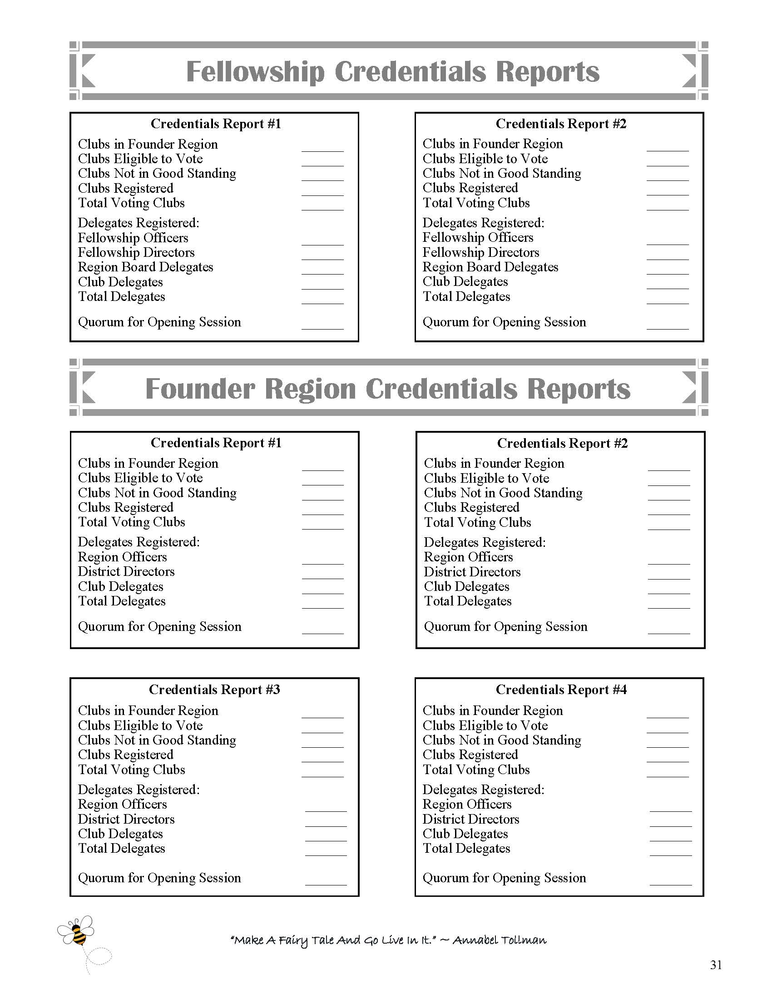 Fellowship Credentials Reports
Credentials Report #1
Clubs in Founder Region
Clubs Eligible to Vote
Clubs Not in Good Standing
Clubs Registered
Total Voting Clubs
Delegates Registered:
Fellowship Officers
Fellowship Directors
Region Board Delegates
Club Delegates
Total Delegates
Quorum for Opening Session
Credentials Report #2
Clubs in Founder Region
Clubs Eligible to Vote
Clubs Not in Good Standing
Clubs Registered
Total Voting Clubs
Delegates Registered:
Fellowship Officers
Fellowship Directors
Region Board Delegates
Club Delegates
Total Delegates
Quorum for Opening Session
Founder Region Credentials Reports
Credentials Report #1
Clubs in Founder Region
Clubs Eligible to Vote
Clubs Not in Good Standing
Clubs Registered
Total Voting Clubs
Delegates Registered:
Region Officers
District Directors
Club Delegates
Total Delegates
Quorum for Opening Session
Credentials Report #2
Clubs in Founder Region
Clubs Eligible to Vote
Clubs Not in Good Standing
Clubs Registered
Total Voting Clubs
Delegates Registered:
Region Officers
District Directors
Club Delegates
Total Delegates
Quorum for Opening Session
Credentials Report #3
Clubs in Founder Region
Clubs Eligible to Vote
Clubs Not in Good Standing
Clubs Registered
Total Voting Clubs
Delegates Registered:
Region Officers
District Directors
Club Delegates
Total Delegates
Quorum for Opening Session
Credentials Report #4
Clubs in Founder Region
Clubs Eligible to Vote
Clubs Not in Good Standing
Clubs Registered
Total Voting Clubs
Delegates Registered:
Region Officers
District Directors
Club Delegates
Total Delegates
Quorum for Opening Session
"Make A Fairy Tale And Go Live In It." ~ Annabel Tollman
31